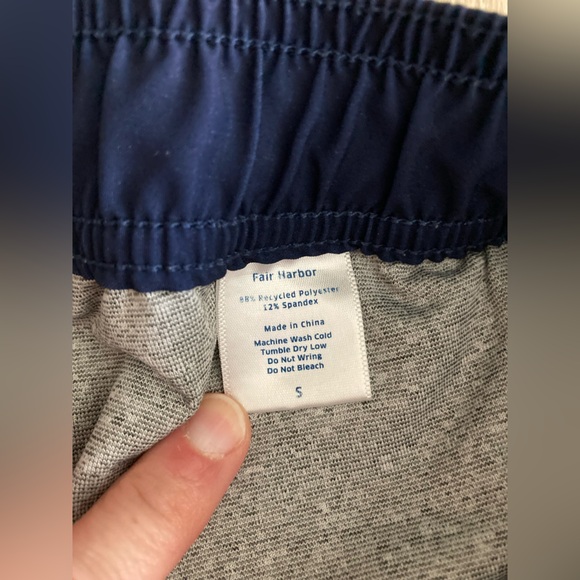 Fair Harbor
88% Recycled Polyester
12% Spandex
Made in China
Machine Wash Cold
Tumble Dry Low
Do Not Wring
Do Not Bleach
S